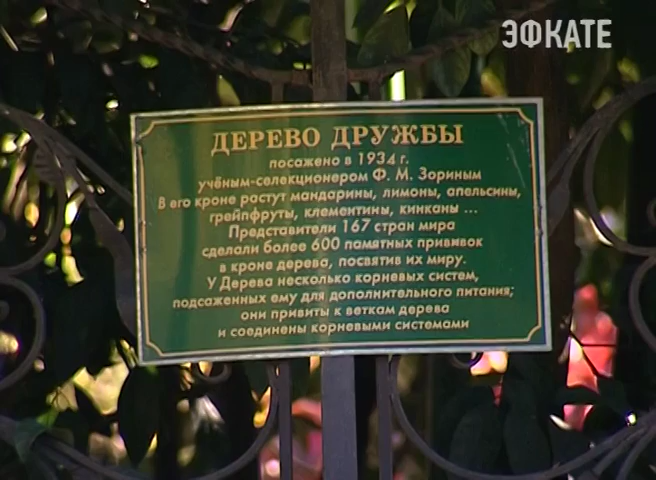 ЭФКАТЕ
ДЕРЕВО ДРУЖБЫ
посажено в 1934 г.
учёным-селекционером Ф. М. Зориным
В его кроне растут мандарины, лимоны, апельсины,
грейпфруты, клементины, кинканы ...
Представители 167 стран мира
сделали более 600 памятных прививок
в кроне дерева, посвятив их миру.
У Дерева несколько корневых систем,
подсаженных ему для дополнительного питания;
они привиты к веткам дерева
и соединены корневыми системами